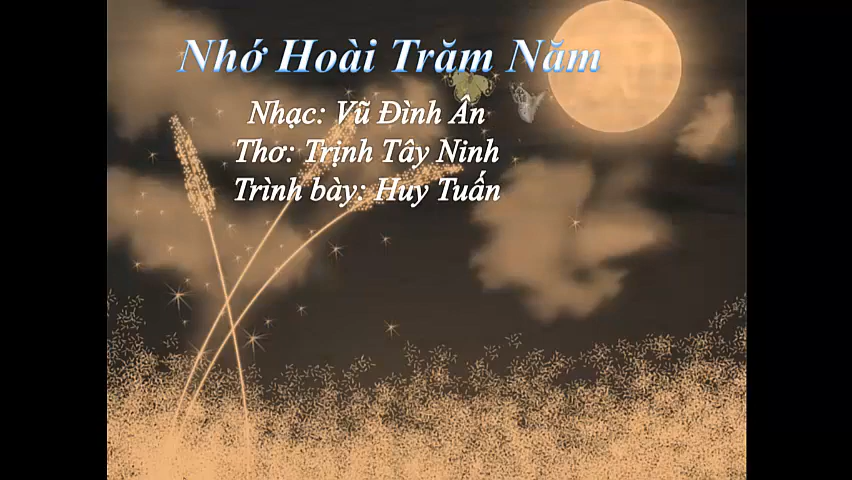 Nhớ Hoài Trăm Năm
Nhạc: Vũ Đình Ân
Thơ: Trịnh Tây Ninh
Trình bày: Huy Tuấn